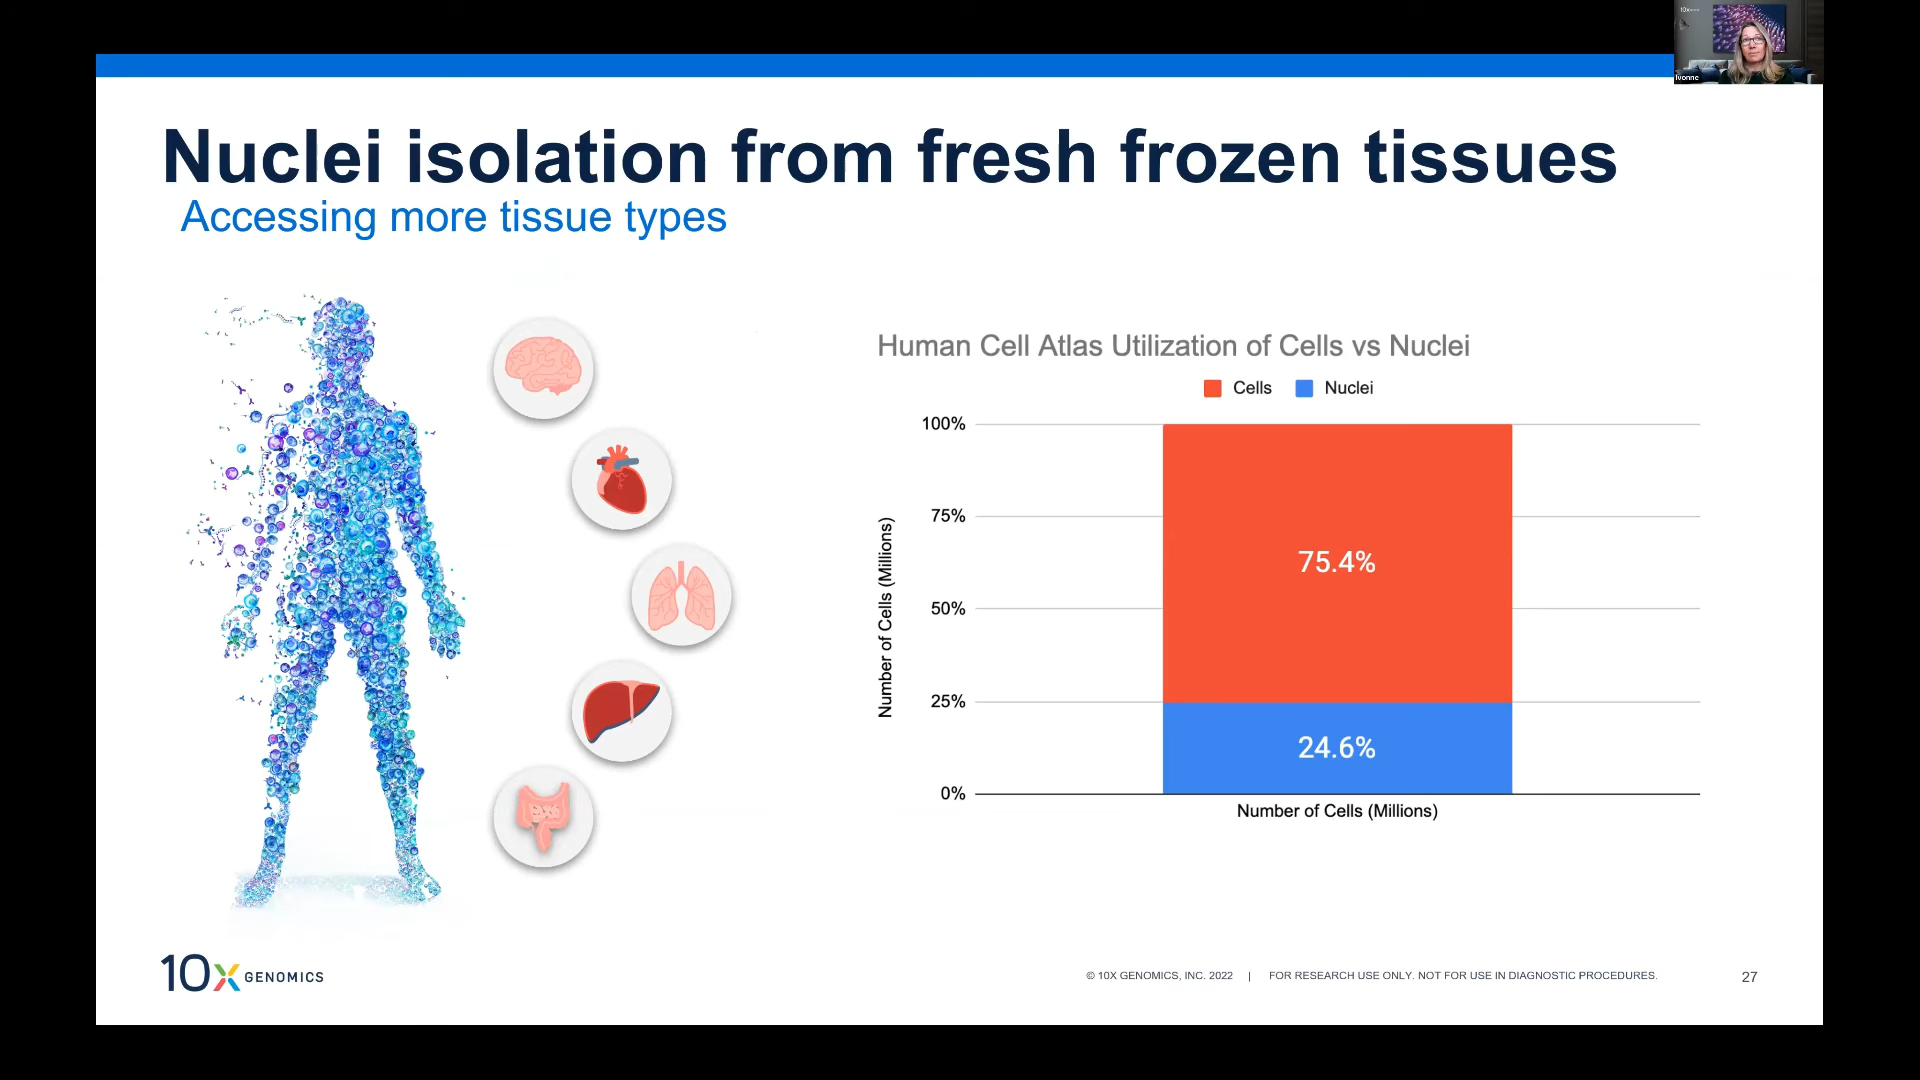 10x
Ivonne
Nuclei isolation from fresh frozen tissues
Accessing more tissue types
Human Cell Atlas Utilization of Cells vs Nuclei
Cells Nuclei
100%
75%
50%
25%
0%
Number of Cells (Millions)
75.4%
24.6%
Number of Cells (Millions)
10x GENOMICS
© 10X GENOMICS, INC. 2022 | FOR RESEARCH USE ONLY. NOT FOR USE IN DIAGNOSTIC PROCEDURES.
27